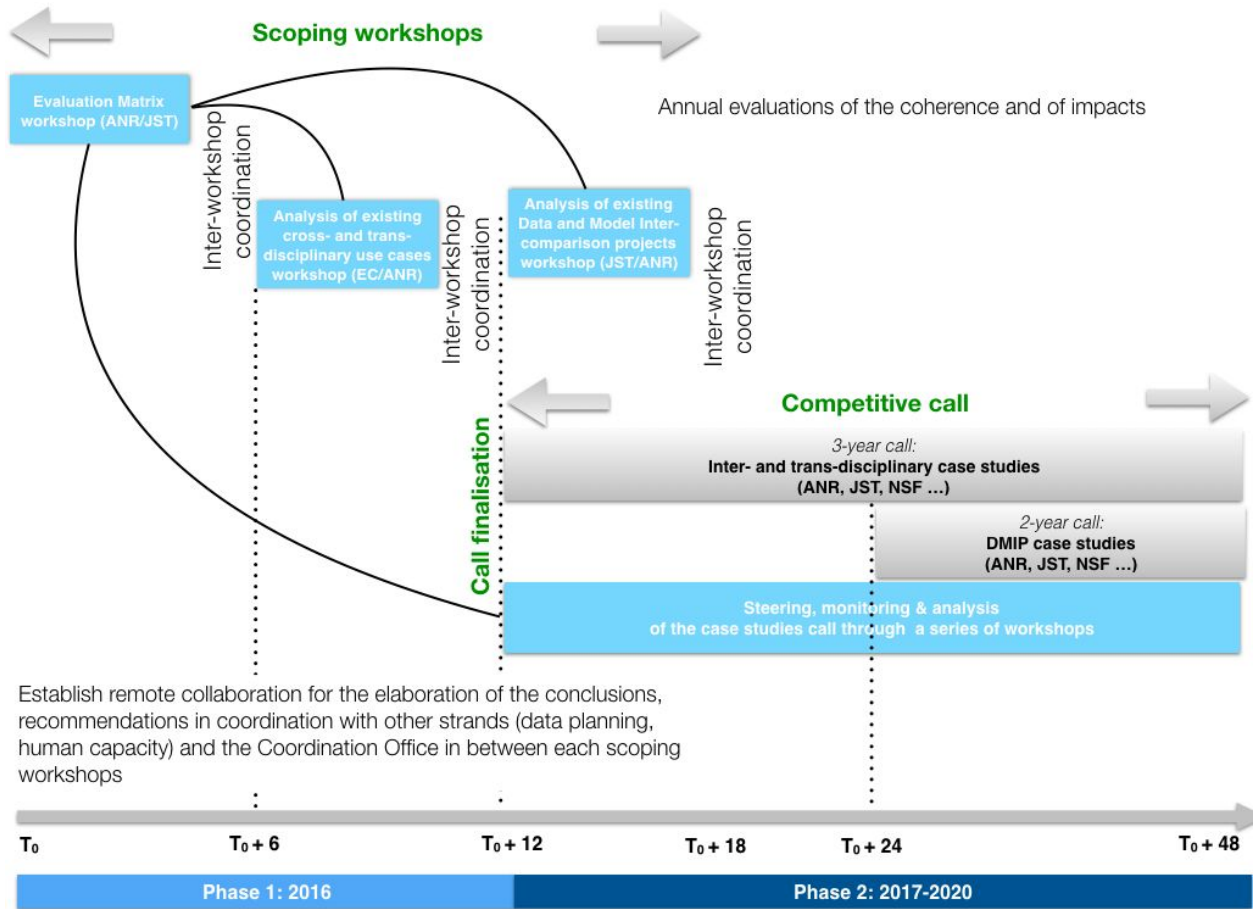 Scoping workshops
Evaluation Matrix
workshop (ANR/JST)
Annual evaluations of the coherence and of impacts
Inter-workshop
coordination
Analysis of existing
cross- and trans-
disciplinary use cases
workshop (EC/ANR)
Inter-workshop
coordination
Analysis of existing
Data and Model Inter-
comparison projects
workshop (JST/ANR)
Inter-workshop
coordination
Call finalisation
Competitive call
3-year call:
Inter- and trans-disciplinary case studies
(ANR, JST, NSF ...)
2-year call:
DMIP case studies
(ANR, JST, NSF ...)
Steering, monitoring & analysis
of the case studies call through a series of workshops
Establish remote collaboration for the elaboration of the conclusions,
recommendations in coordination with other strands (data planning,
human capacity) and the Coordination Office in between each scoping
workshops
T₀
T₀ + 6
T₀ + 12
T₀ + 18
T₀ + 24
T₀ + 48
Phase 1: 2016
Phase 2: 2017-2020